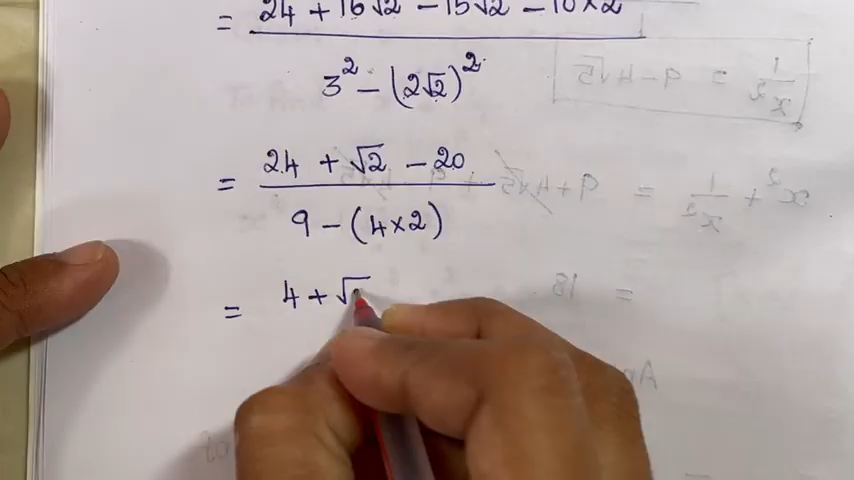 = 24 + 16√2 − 15√2 − 10×2
3² − (2√2)²
= 24 + √2 − 20
9 − (4×2)
= 4 + √